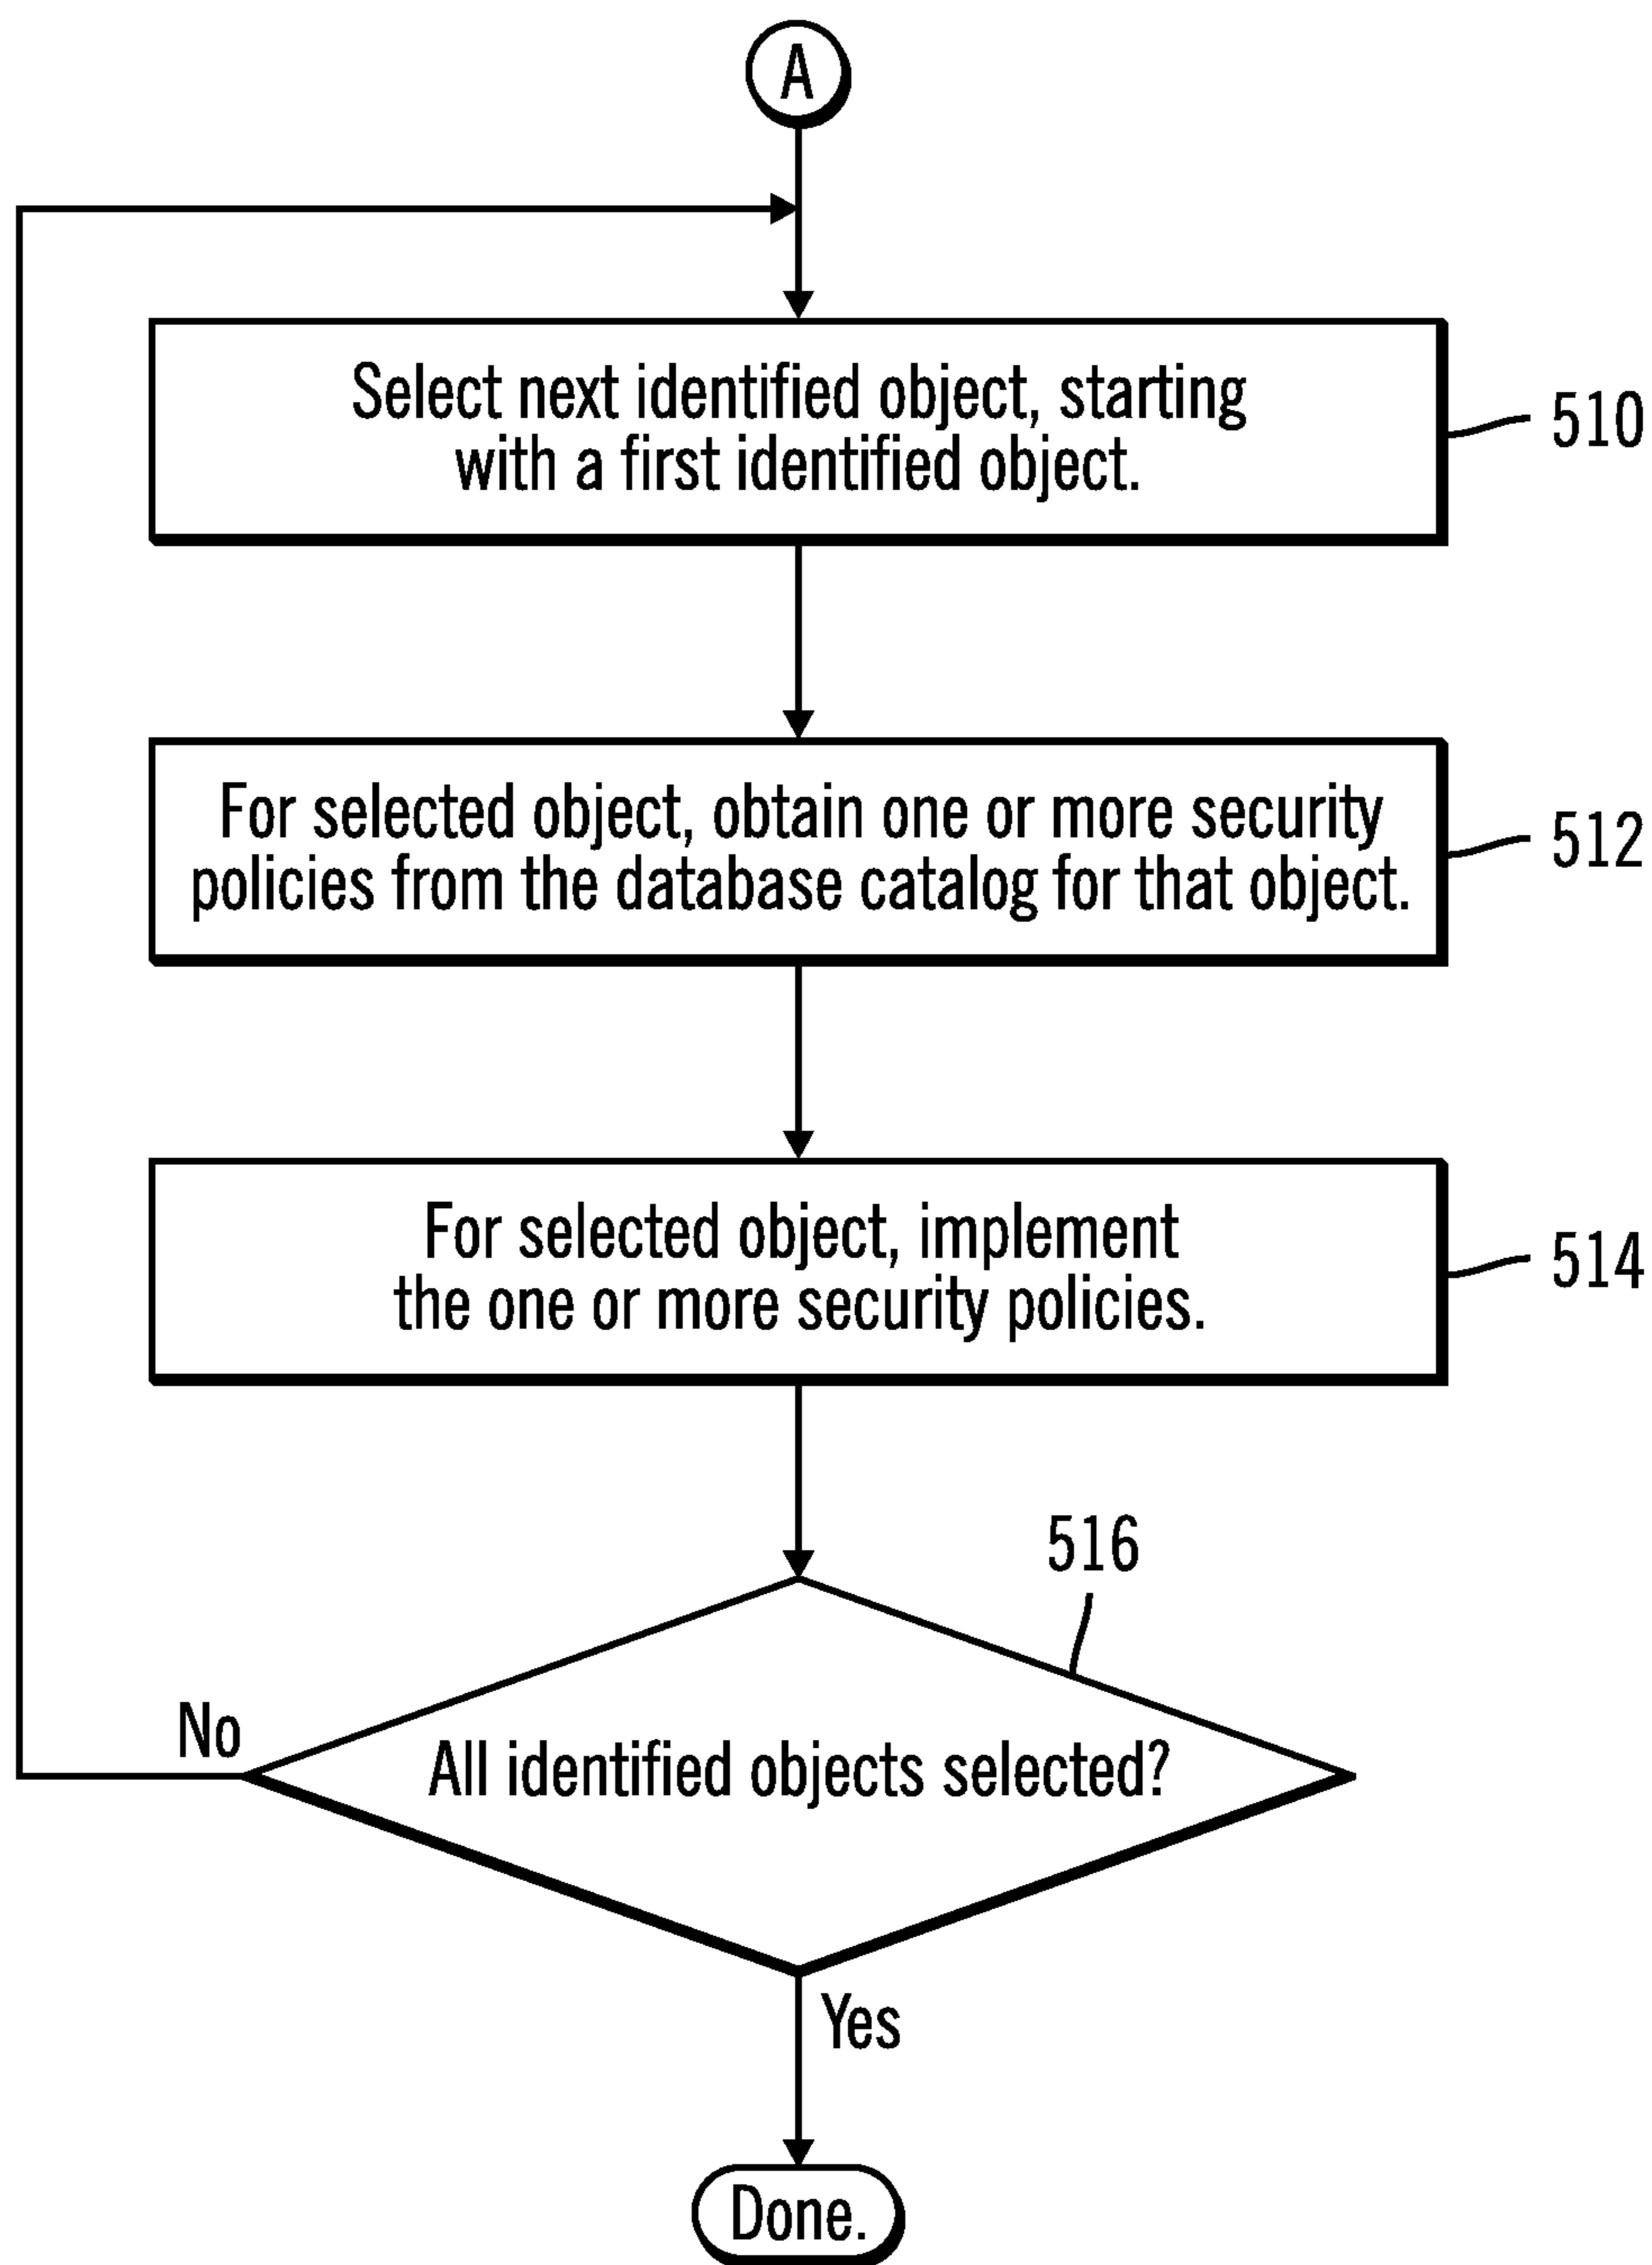 A
Select next identified object, starting
with a first identified object.
510
For selected object, obtain one or more security
policies from the database catalog for that object.
512
For selected object, implement
the one or more security policies.
514
516
No
All identified objects selected?
Yes
Done.